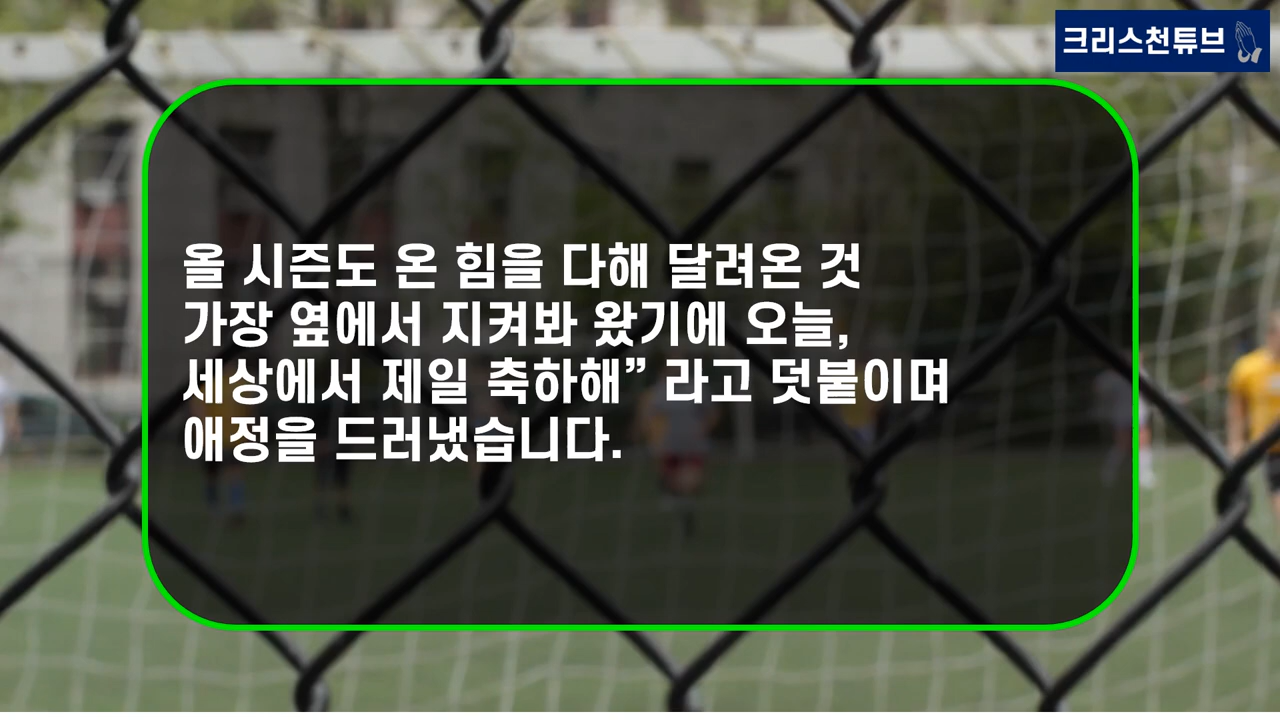 크리스천튜브
올 시즌도 온 힘을 다해 달려온 것
가장 옆에서 지켜봐 왔기에 오늘,
세상에서 제일 축하해” 라고 덧붙이며
애정을 드러냈습니다.